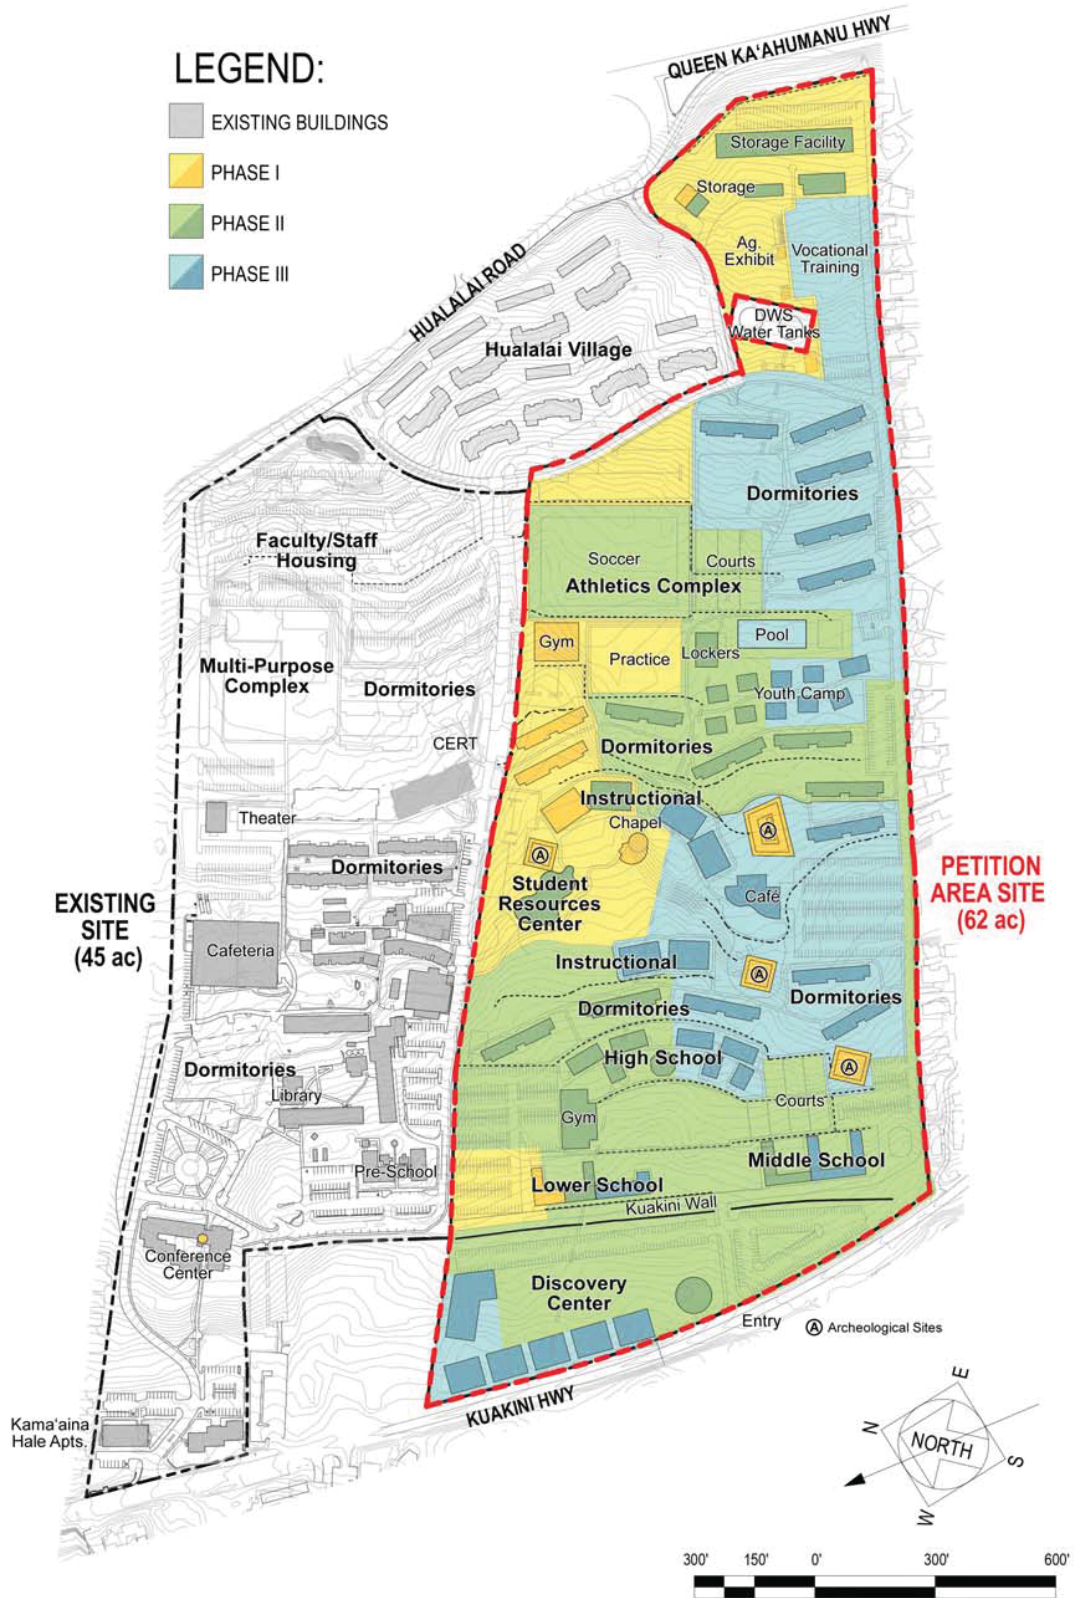 QUEEN KA‘AHUMANU HWY
LEGEND:
EXISTING BUILDINGS
PHASE I
PHASE II
PHASE III
Storage Facility
Storage
Ag.
Exhibit
Vocational
Training
DWS
Water Tanks
HUALALAI ROAD
Hualalai Village
Dormitories
Faculty/Staff
Housing
Soccer
Courts
Athletics Complex
Gym
Practice
Lockers
Pool
Multi-Purpose
Complex
Dormitories
Youth Camp
CERT
Dormitories
Instructional
Chapel
Theater
A
A
Dormitories
Student
Resources
Center
Café
EXISTING
SITE
(45 ac)
PETITION
AREA SITE
(62 ac)
Cafeteria
Instructional
A
Dormitories
Dormitories
High School
A
Dormitories
Library
Courts
Gym
Pre-School
Middle School
Lower School
Kuakini Wall
Conference
Center
Discovery
Center
Entry
A Archeological Sites
KUAKINI HWY
Kama‘aina
Hale Apts.
N
E
S
W
NORTH
300' 150' 0' 300' 600'